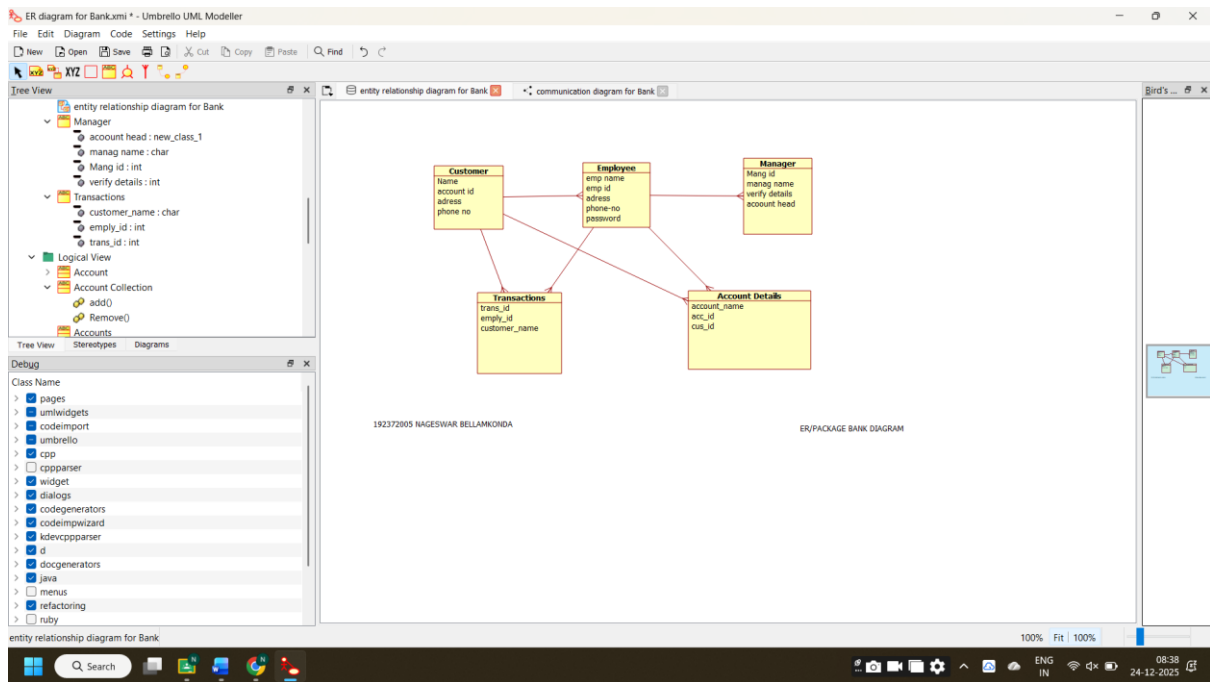 ER diagram for Bank.xmi * - Umbrello UML Modeller
File Edit Diagram Code Settings Help
New Open Save Cut Copy Paste Find
XYZ XYZ ABC
Tree View
entity relationship diagram for Bank
communication diagram for Bank
Bird's ...
entity relationship diagram for Bank
Manager
acoount head : new_class_1
manag name : char
Mang id : int
verify details : int
Transactions
customer_name : char
emply_id : int
trans_id : int
Logical View
Account
Account Collection
add()
Remove()
Accounts
Tree View Stereotypes Diagrams
Debug
Class Name
pages
umlwidgets
codeimport
umbrello
cpp
cppparser
widget
dialogs
codegenerators
codeimpwizard
kdevcppparser
d
docgenerators
java
menus
refactoring
ruby
Customer
Name
account id
adress
phone no
Employee
emp name
emp id
adress
phone-no
password
Manager
Mang id
manag name
verify details
acoount head
Transactions
trans_id
emply_id
customer_name
Account Details
account_name
acc_id
cus_id
192372005 NAGESWAR BELLAMKONDA
ER/PACKAGE BANK DIAGRAM
entity relationship diagram for Bank
100% Fit 100%
Search
ENG
IN
08:38
24-12-2025